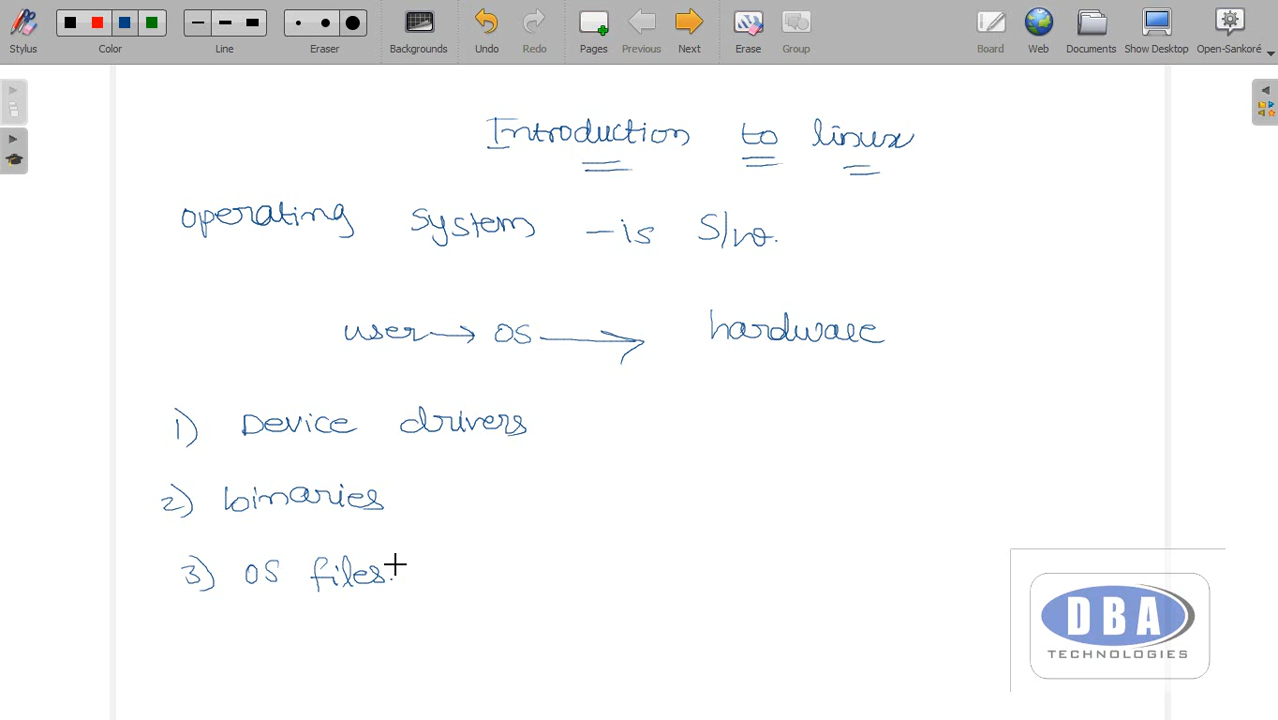 Stylus
Color
Line
Eraser
Backgrounds
Undo
Redo
Pages
Previous
Next
Erase
Group
Board
Web
Documents
Show Desktop
Open-Sankoré
Introduction to linux
operating system - is S/w.
user → OS → hardware
1) Device drivers
2) binaries
3) OS files.
DBA
TECHNOLOGIES